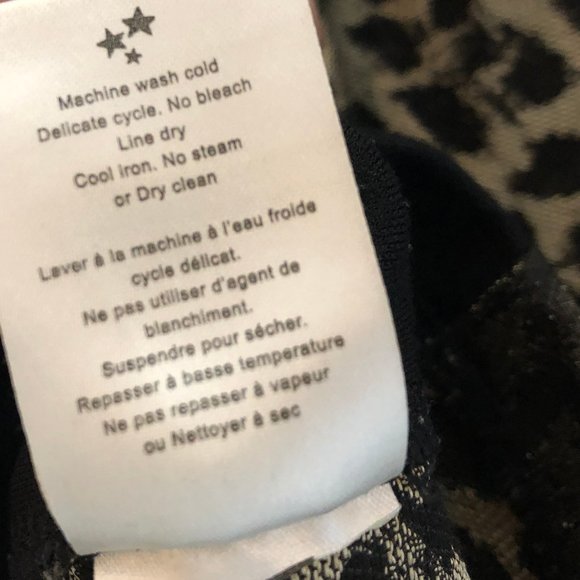 Machine wash cold
Delicate cycle. No bleach
Line dry
Cool iron. No steam
or Dry clean
Laver à la machine à l'eau froide
cycle délicat.
Ne pas utiliser d'agent de
blanchiment.
Suspendre pour sécher.
Repasser à basse temperature
Ne pas repasser à vapeur
ou Nettoyer à sec